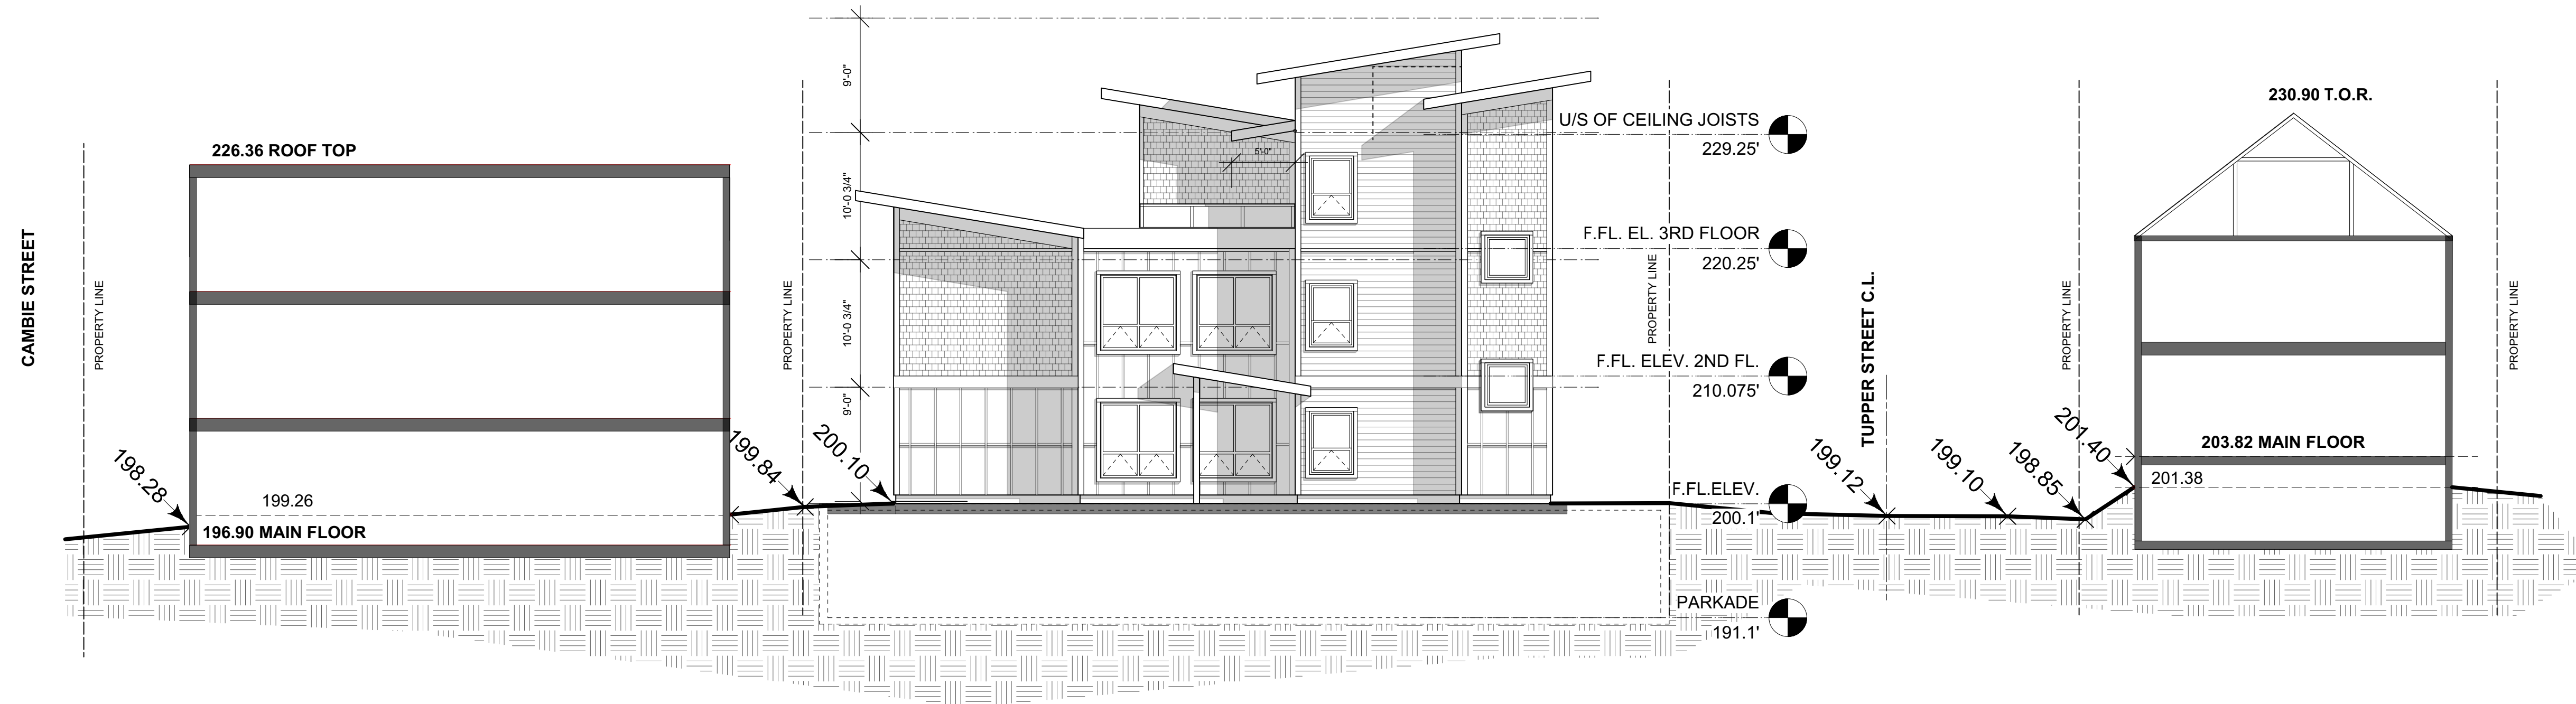 CAMBIE STREET
PROPERTY LINE
226.36 ROOF TOP
198.28
199.26
196.90 MAIN FLOOR
199.84
PROPERTY LINE
200.10
9'-0"
10'-0 3/4"
10'-0 3/4"
9'-0"
5'-0"
U/S OF CEILING JOISTS
229.25'
F.FL. EL. 3RD FLOOR
220.25'
PROPERTY LINE
F.FL. ELEV. 2ND FL.
210.075'
F.FL.ELEV.
200.1'
PARKADE
191.1'
TUPPER STREET C.L.
199.12
199.10
198.85
PROPERTY LINE
201.40
230.90 T.O.R.
203.82 MAIN FLOOR
201.38
PROPERTY LINE